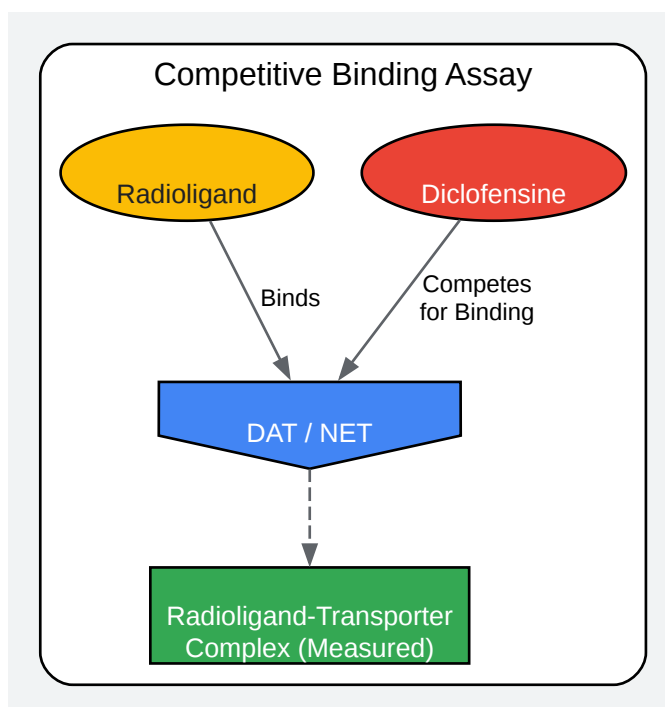 Competitive Binding Assay
Radioligand
Diclofensine
Binds
Competes
for Binding
DAT / NET
Radioligand-Transporter
Complex (Measured)